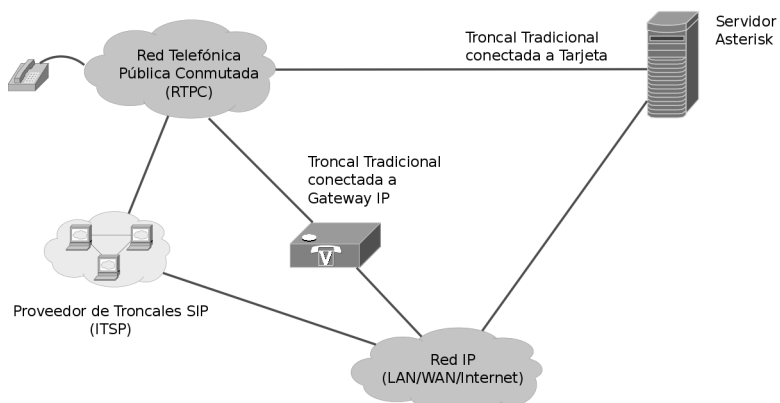 Servidor
Asterisk
Troncal Tradicional
conectada a Tarjeta
Red Telefónica
Pública Conmutada
(RTPC)
Troncal Tradicional
conectada a
Gateway IP
V
Proveedor de Troncales SIP
(ITSP)
Red IP
(LAN/WAN/Internet)